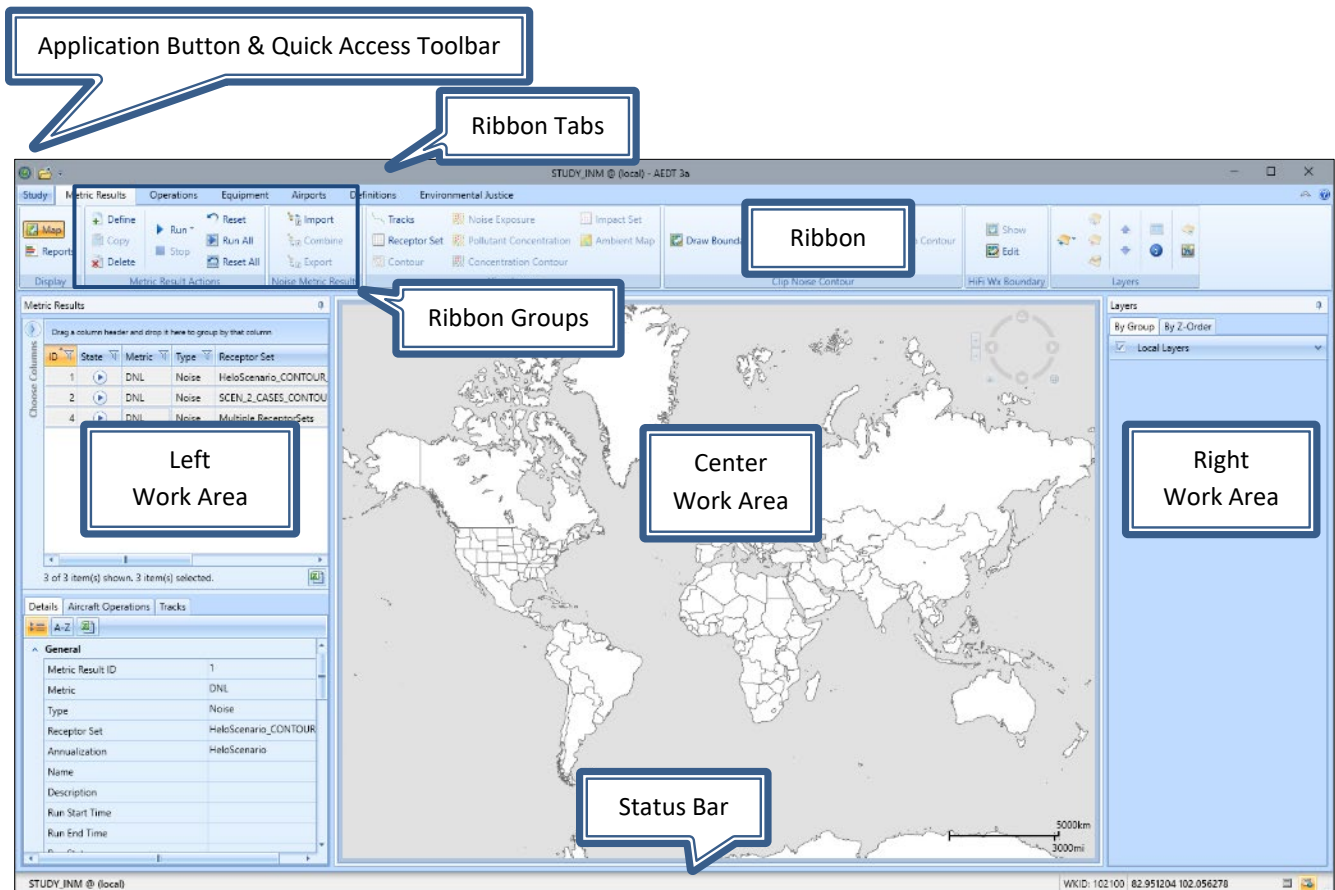 Application Button & Quick Access Toolbar
Ribbon Tabs
STUDY_INM @ (local) - AEDT 3a
Study Metric Results Operations Equipment Airports Definitions Environmental Justice
Map
Reports
Display
Define
Copy
Delete
Run
Stop
Reset
Run All
Reset All
Metric Result Actions
Import
Combine
Export
Noise Metric Result
Tracks
Receptor Set
Contour
Noise Exposure
Pollutant Concentration
Concentration Contour
Impact Set
Ambient Map
Draw Bound
Ribbon
Contour
Clip Noise Contour
Show
Edit
HiFi Wx Boundary
Layers
Ribbon Groups
Metric Results
Drag a column header and drop it here to group by that column
Choose Columns
ID State Metric Type Receptor Set
1 DNL Noise HeloScenario_CONTOUR_
2 DNL Noise SCEN_2_CASES_CONTOU
4 DNL Noise Multiple ReceptorSets
Left
Work Area
3 of 3 item(s) shown. 3 item(s) selected.
Details Aircraft Operations Tracks
A-Z
General
Metric Result ID 1
Metric DNL
Type Noise
Receptor Set HeloScenario_CONTOUR
Annualization HeloScenario
Name
Description
Run Start Time
Run End Time
Center
Work Area
5000km
3000mi
Layers
By Group By Z-Order
Local Layers
Right
Work Area
Status Bar
STUDY_INM @ (local)
WKID: 102100 82.951204 102.056278